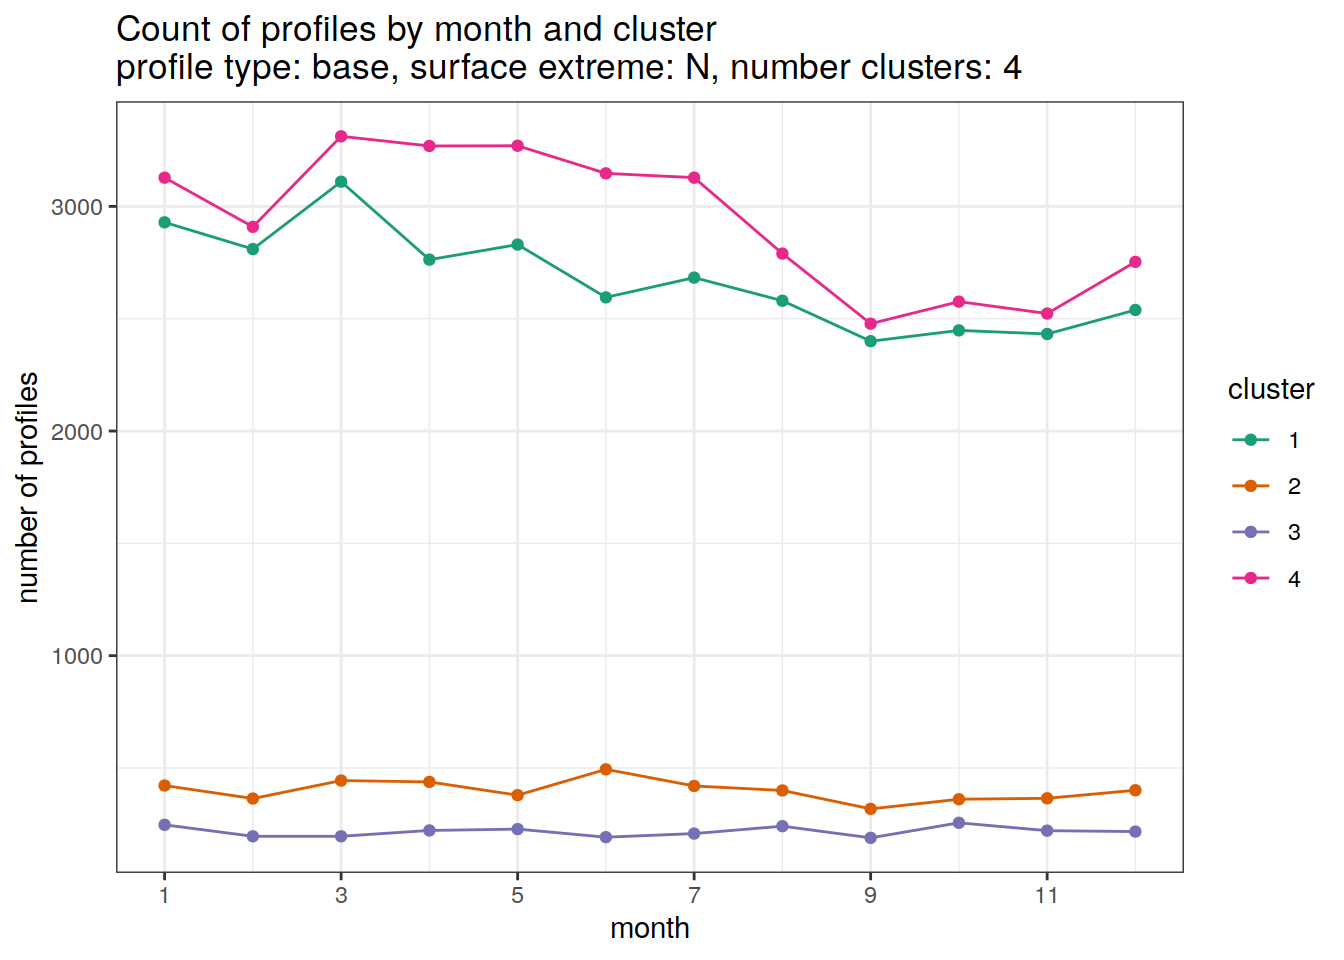 Count of profiles by month and cluster
profile type: base, surface extreme: N, number clusters: 4
3000
2000
1000
number of profiles
1 3 5 7 9 11
month
cluster
1
2
3
4